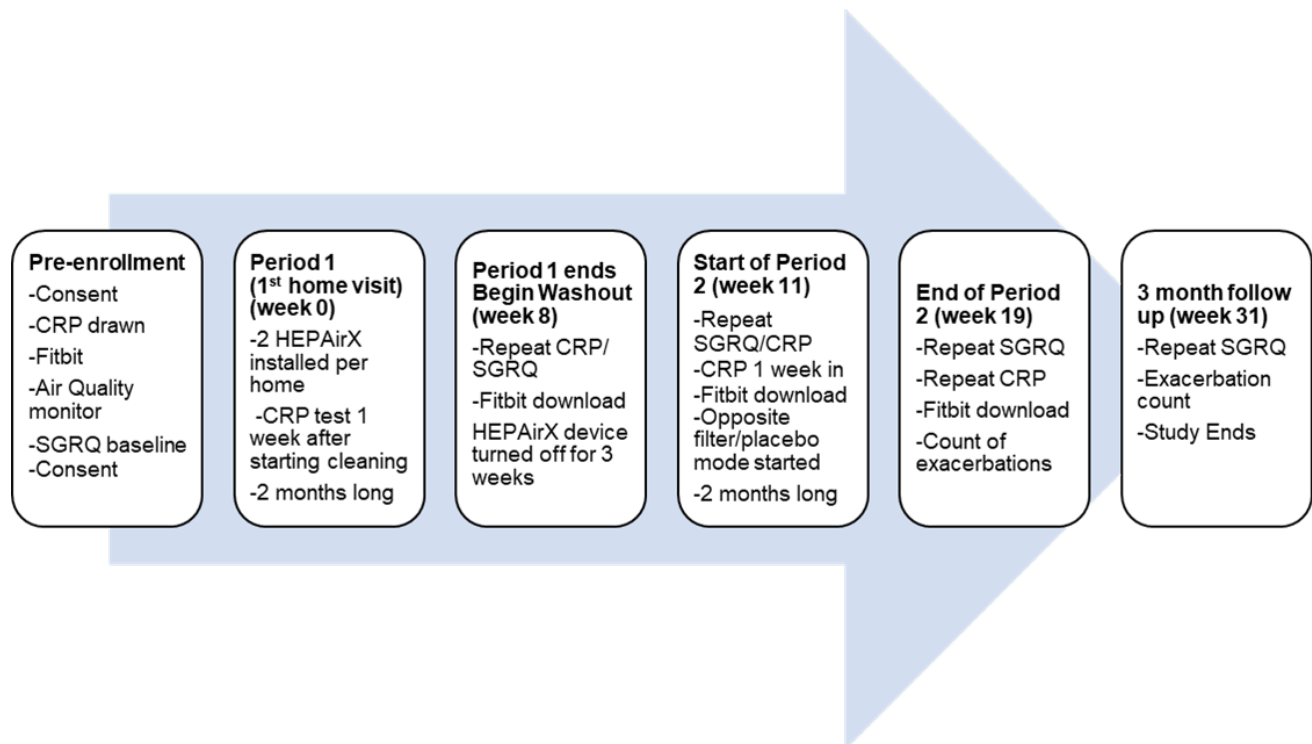 Pre-enrollment
-Consent
-CRP drawn
-Fitbit
-Air Quality
monitor
-SGRQ baseline
-Consent
Period 1
(1st home visit)
(week 0)
-2 HEPAirX
installed per
home
-CRP test 1
week after
starting cleaning
-2 months long
Period 1 ends
Begin Washout
(week 8)
-Repeat CRP/
SGRQ
-Fitbit download
HEPAirX device
turned off for 3
weeks
Start of Period
2 (week 11)
-Repeat
SGRQ/CRP
-CRP 1 week in
-Fitbit download
-Opposite
filter/placebo
mode started
-2 months long
End of Period
2 (week 19)
-Repeat SGRQ
-Repeat CRP
-Fitbit download
-Count of
exacerbations
3 month follow
up (week 31)
-Repeat SGRQ
-Exacerbation
count
-Study Ends